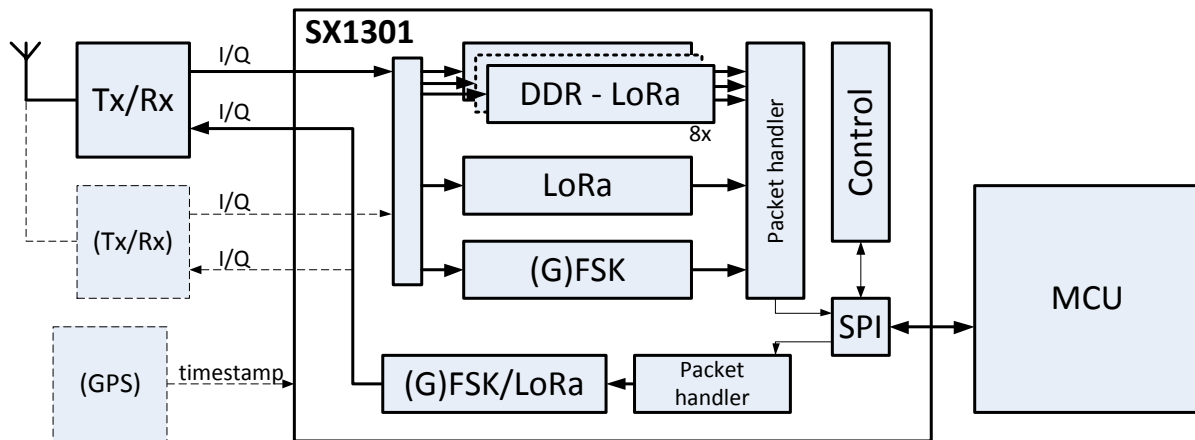 SX1301
I/Q
Tx/Rx
I/Q
DDR - LoRa
8x
LoRa
(G)FSK
Packet handler
Control
I/Q
(Tx/Rx)
I/Q
SPI
MCU
(GPS)
timestamp
(G)FSK/LoRa
Packet
handler